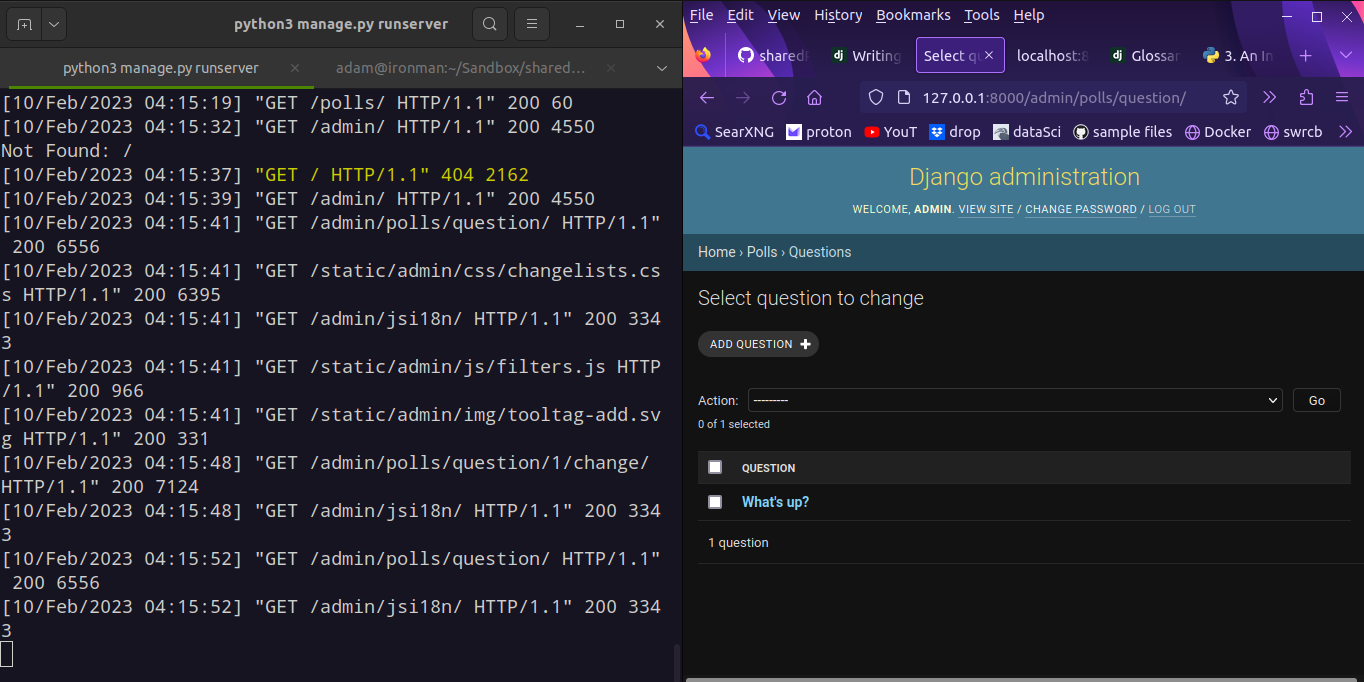 python3 manage.py runserver
python3 manage.py runserver
adam@ironman:~/Sandbox/shared…
[10/Feb/2023 04:15:19] "GET /polls/ HTTP/1.1" 200 60
[10/Feb/2023 04:15:32] "GET /admin/ HTTP/1.1" 200 4550
Not Found: /
[10/Feb/2023 04:15:37] "GET / HTTP/1.1" 404 2162
[10/Feb/2023 04:15:39] "GET /admin/ HTTP/1.1" 200 4550
[10/Feb/2023 04:15:41] "GET /admin/polls/question/ HTTP/1.1"
 200 6556
[10/Feb/2023 04:15:41] "GET /static/admin/css/changelists.cs
s HTTP/1.1" 200 6395
[10/Feb/2023 04:15:41] "GET /admin/jsi18n/ HTTP/1.1" 200 334
3
[10/Feb/2023 04:15:41] "GET /static/admin/js/filters.js HTTP
/1.1" 200 966
[10/Feb/2023 04:15:41] "GET /static/admin/img/tooltag-add.sv
g HTTP/1.1" 200 331
[10/Feb/2023 04:15:48] "GET /admin/polls/question/1/change/
HTTP/1.1" 200 7124
[10/Feb/2023 04:15:48] "GET /admin/jsi18n/ HTTP/1.1" 200 334
3
[10/Feb/2023 04:15:52] "GET /admin/polls/question/ HTTP/1.1"
 200 6556
[10/Feb/2023 04:15:52] "GET /admin/jsi18n/ HTTP/1.1" 200 334
3
File Edit View History Bookmarks Tools Help
shared dj Writing Select qu localhost:8 dj Glossar 3. An In
127.0.0.1:8000/admin/polls/question/
SearXNG proton YouT drop dataSci sample files Docker swrcb
Django administration
WELCOME, ADMIN. VIEW SITE / CHANGE PASSWORD / LOG OUT
Home › Polls › Questions
Select question to change
ADD QUESTION +
Action: --------- Go
0 of 1 selected
QUESTION
What's up?
1 question